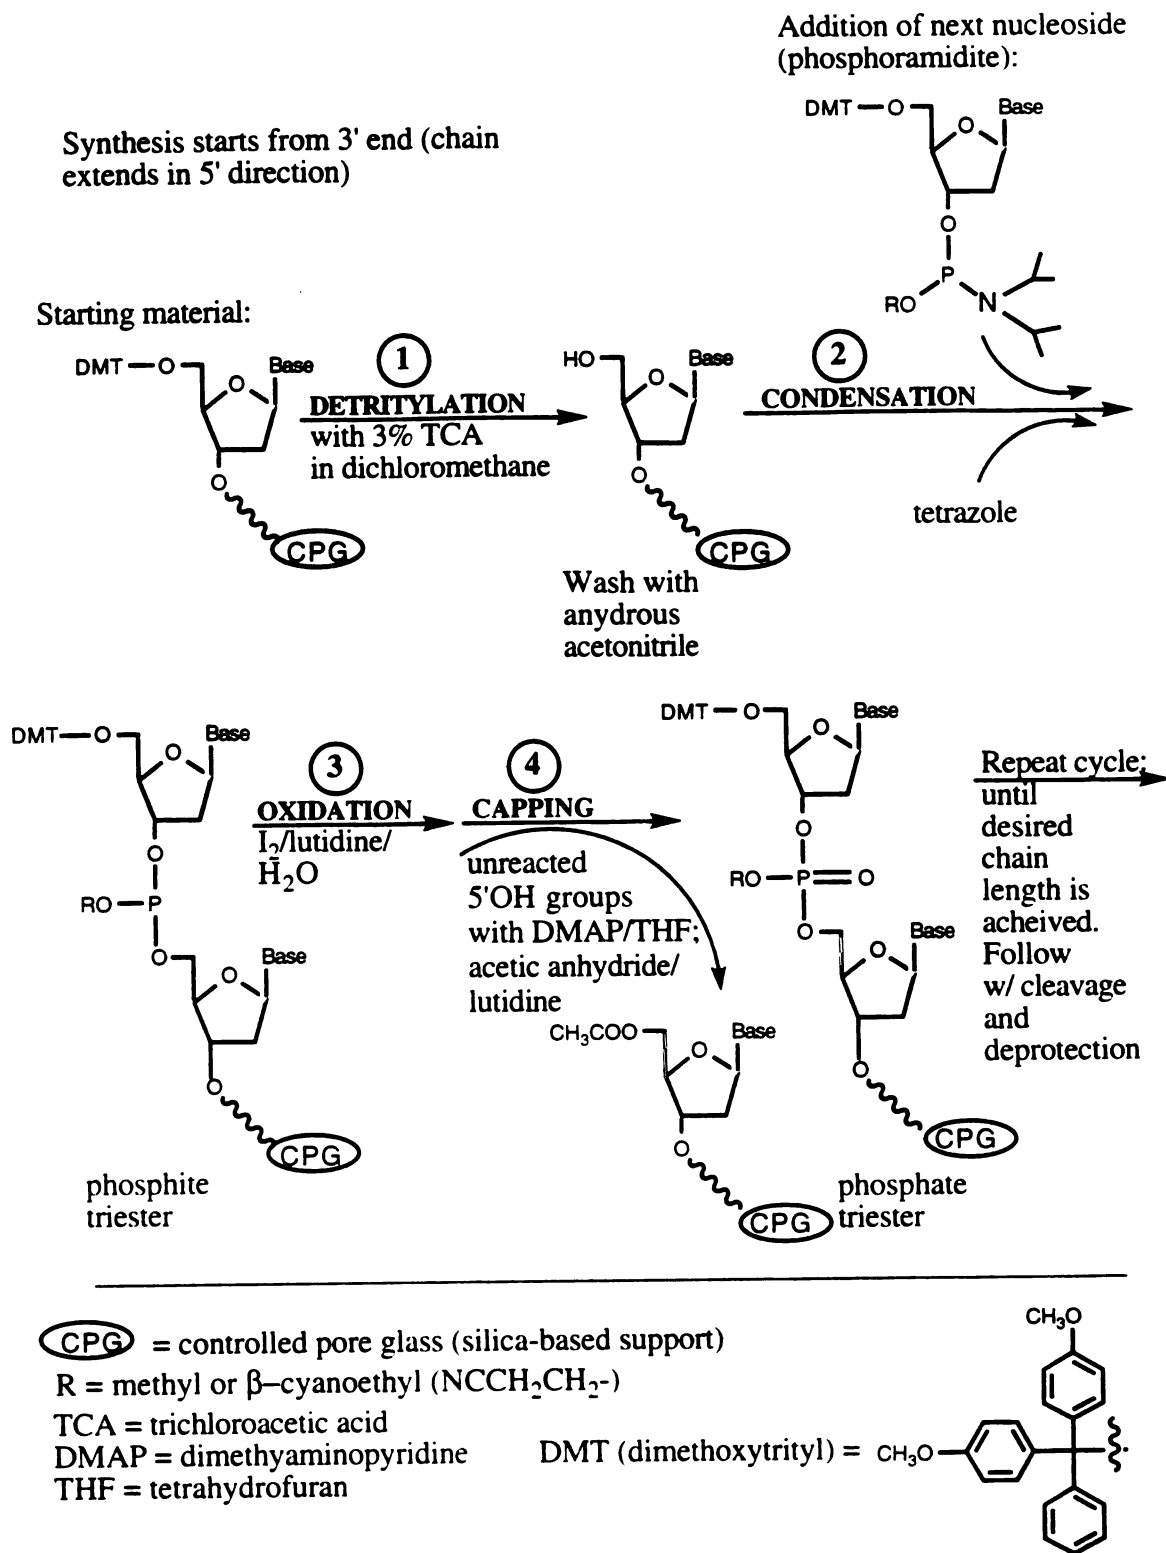 Addition of next nucleoside
(phosphoramidite):
DMT—O
O
Base
Synthesis starts from 3' end (chain
extends in 5' direction)
O
P
RO
N
Starting material:
DMT—O
O
Base
1
DETRITYLATION
with 3% TCA
in dichloromethane
O
CPG
HO
O
Base
O
CPG
Wash with
anydrous
acetonitrile
2
CONDENSATION
tetrazole
DMT—O
O
Base
O
RO—P
O
O
Base
O
CPG
phosphite
triester
3
OXIDATION
I2/lutidine/
H2O
4
CAPPING
unreacted
5'OH groups
with DMAP/THF;
acetic anhydride/
lutidine
CH3COO
O
Base
O
CPG
DMT—O
O
Base
O
RO—P=O
O
O
Base
O
CPG
phosphate
triester
Repeat cycle;
until
desired
chain
length is
acheived.
Follow
w/ cleavage
and
deprotection
CPG = controlled pore glass (silica-based support)
R = methyl or β–cyanoethyl (NCCH2CH2-)
TCA = trichloroacetic acid
DMAP = dimethyaminopyridine
THF = tetrahydrofuran
DMT (dimethoxytrityl) =
CH3O
CH3O